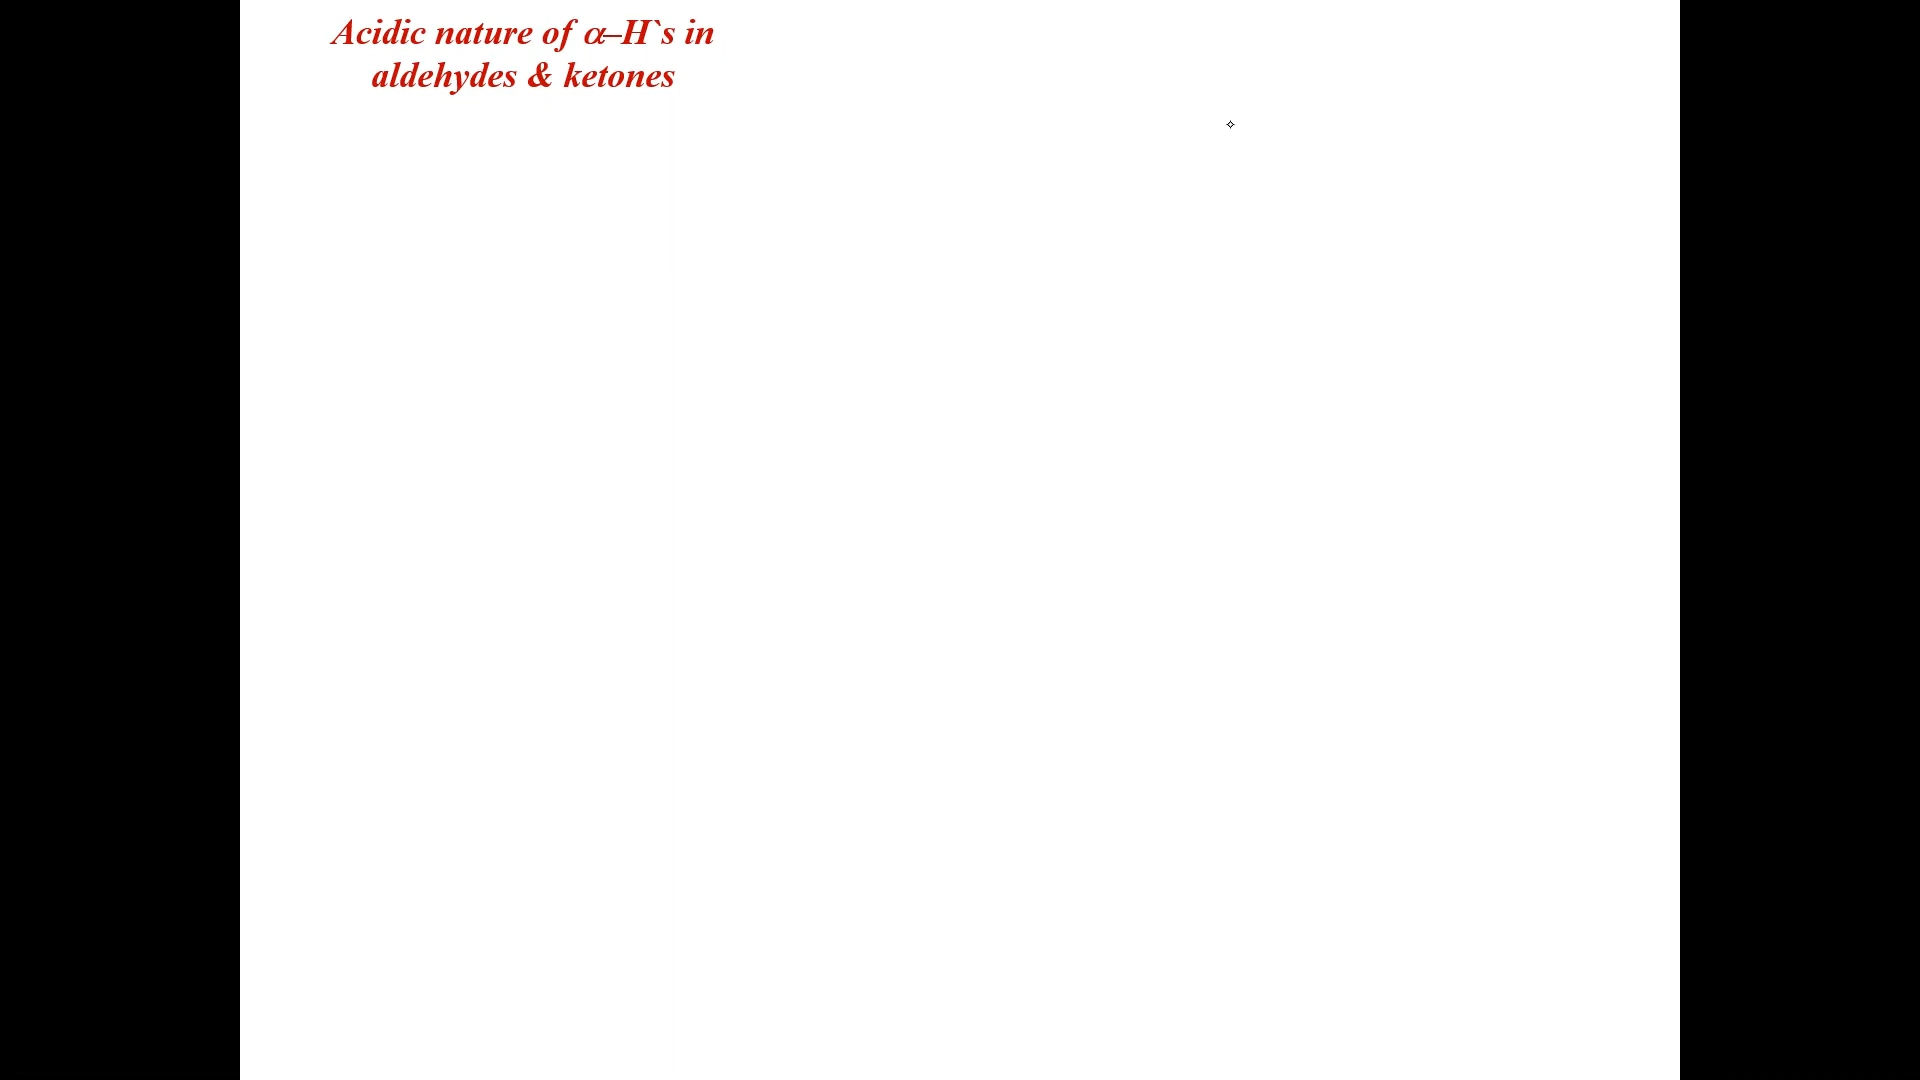 Acidic nature of α–H`s in
aldehydes & ketones